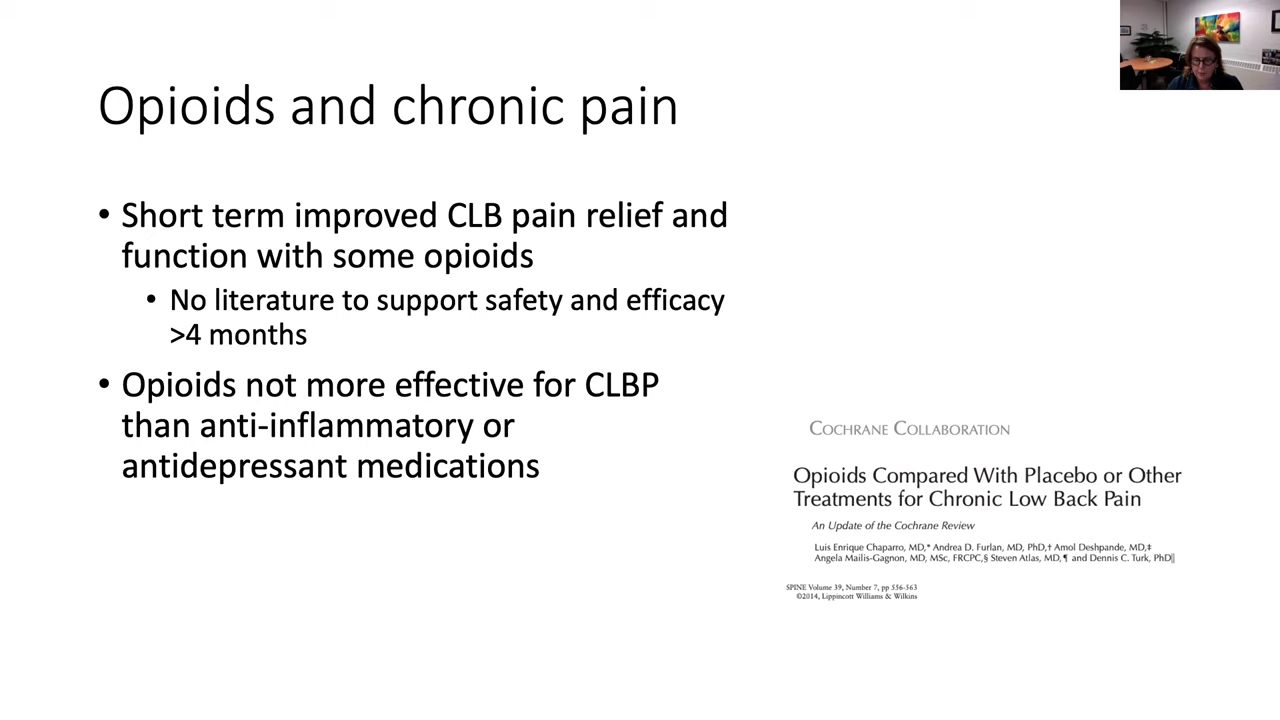 Opioids and chronic pain
• Short term improved CLB pain relief and
function with some opioids
• No literature to support safety and efficacy
>4 months
• Opioids not more effective for CLBP
than anti-inflammatory or
antidepressant medications
COCHRANE COLLABORATION
Opioids Compared With Placebo or Other
Treatments for Chronic Low Back Pain
An Update of the Cochrane Review
Luis Enrique Chaparro, MD,* Andrea D. Furlan, MD, PhD,† Amol Deshpande, MD,‡
Angela Mailis-Gagnon, MD, MSc, FRCPC,§ Steven Atlas, MD,¶ and Dennis C. Turk, PhD||
SPINE Volume 39, Number 7, pp 556-563
©2014, Lippincott Williams & Wilkins